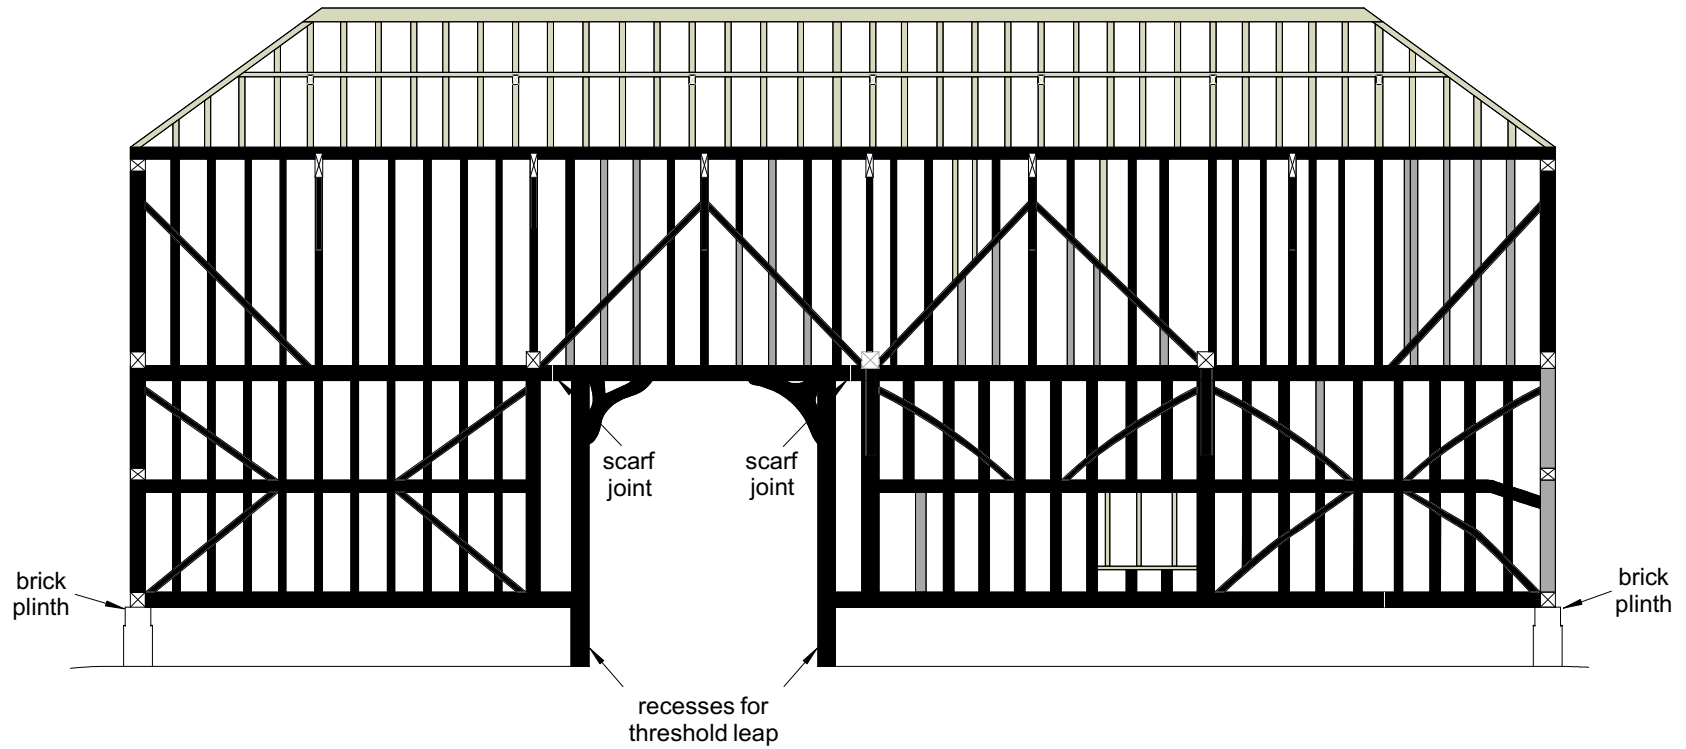 scarf
joint
scarf
joint
brick
plinth
brick
plinth
recesses for
threshold leap